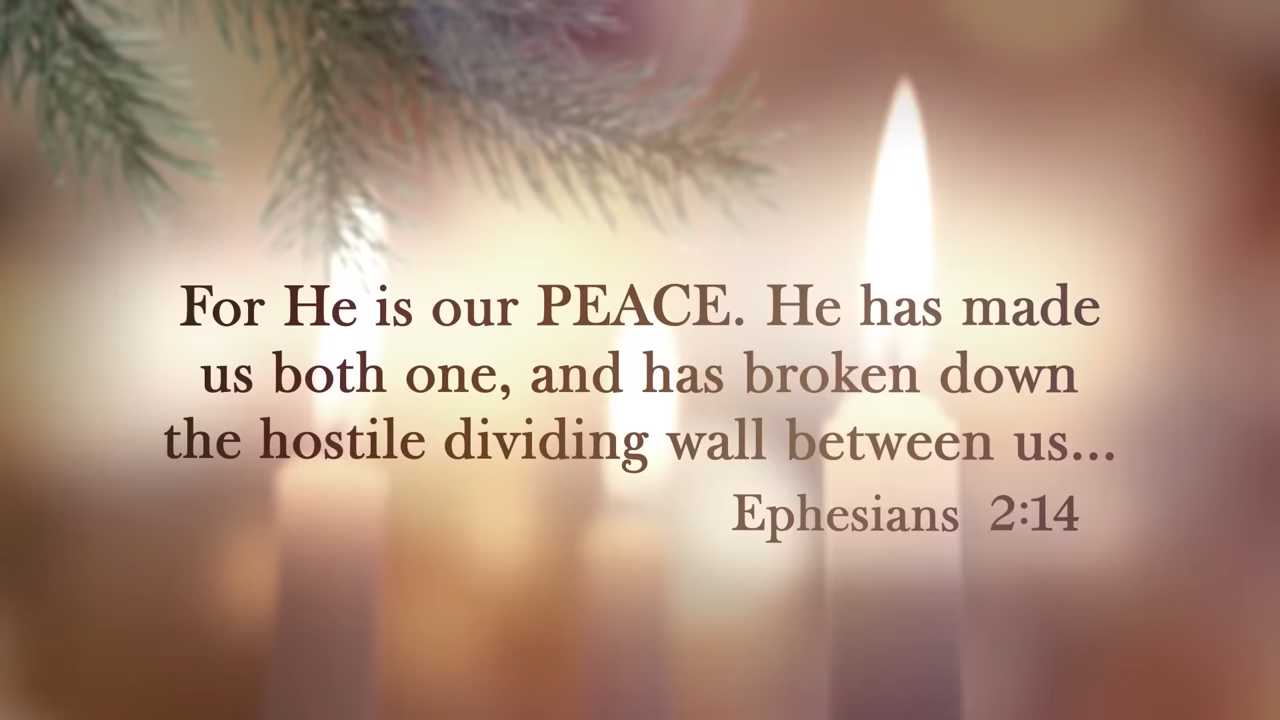 For He is our PEACE. He has made
us both one, and has broken down
the hostile dividing wall between us...
Ephesians 2:14